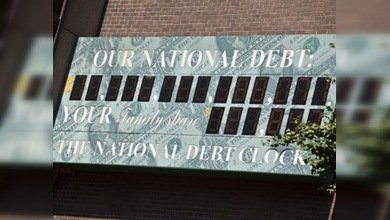 OUR NATIONAL DEBT:
YOUR family share
THE NATIONAL DEBT CLOCK